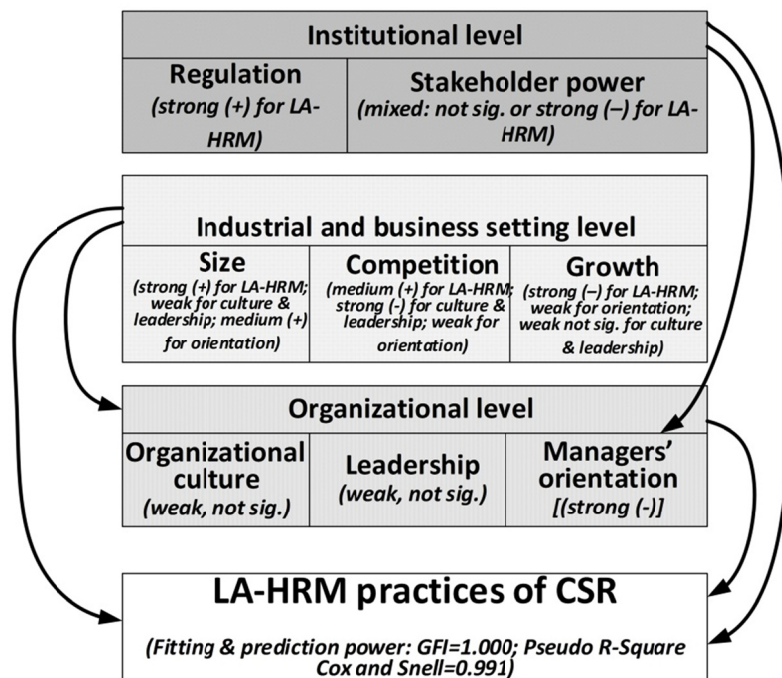 Institutional level
Regulation
(strong (+) for LA-
HRM)
Stakeholder power
(mixed: not sig. or strong (–) for LA-
HRM)
Industrial and business setting level
Size
(strong (+) for LA-HRM;
weak for culture &
leadership; medium (+)
for orientation)
Competition
(medium (+) for LA-HRM;
strong (-) for culture &
leadership; weak for
orientation)
Growth
(strong (–) for LA-HRM;
weak for orientation;
weak not sig. for culture
& leadership)
Organizational level
Organizational
culture
(weak, not sig.)
Leadership
(weak, not sig.)
Managers’
orientation
[(strong (-)]
LA-HRM practices of CSR
(Fitting & prediction power: GFI=1.000; Pseudo R-Square
Cox and Snell=0.991)